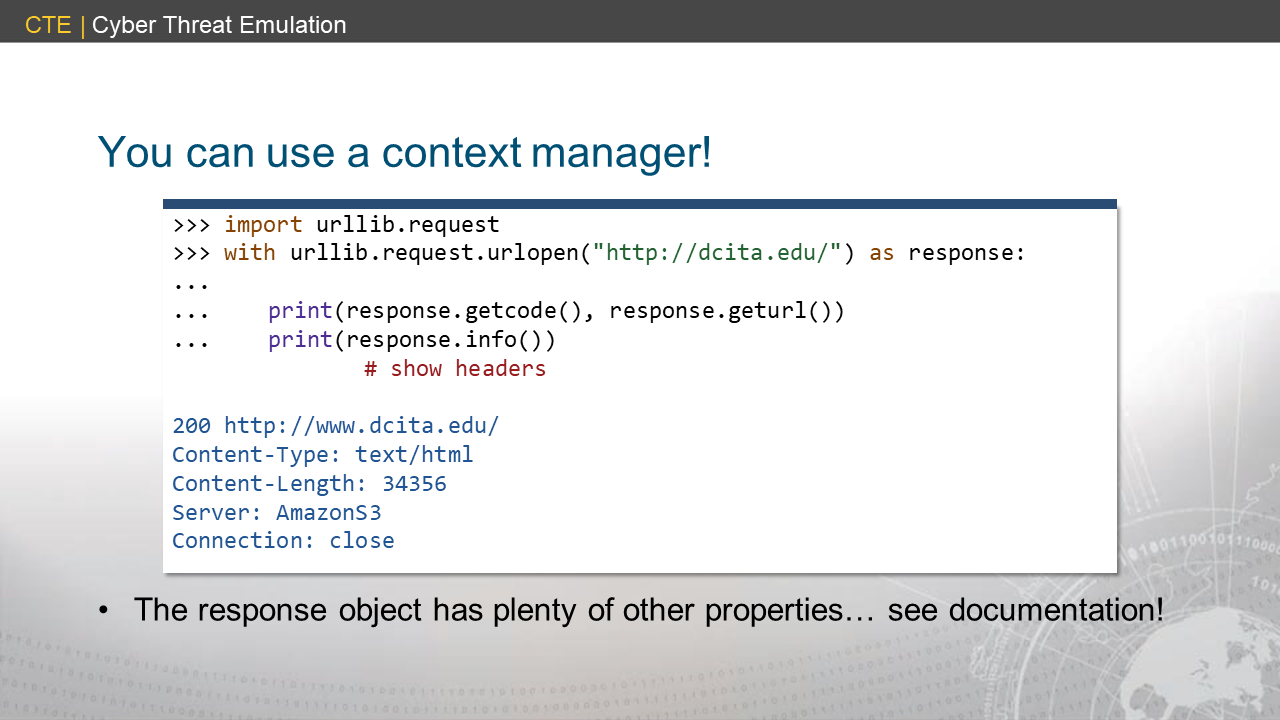 CTE | Cyber Threat Emulation
You can use a context manager!
>>> import urllib.request
>>> with urllib.request.urlopen("http://dcita.edu/") as response:
...
...    print(response.getcode(), response.geturl())
...    print(response.info())
# show headers
200 http://www.dcita.edu/
Content-Type: text/html
Content-Length: 34356
Server: AmazonS3
Connection: close
• The response object has plenty of other properties… see documentation!